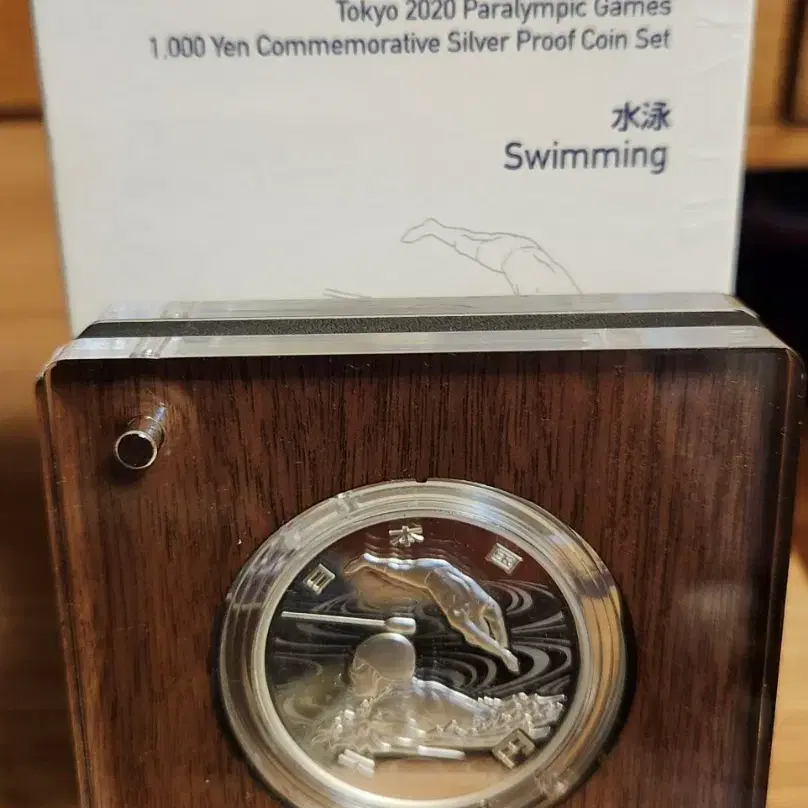 Tokyo 2020 Paralympic Games
1,000 Yen Commemorative Silver Proof Coin Set
水泳
Swimming
日本国
千円